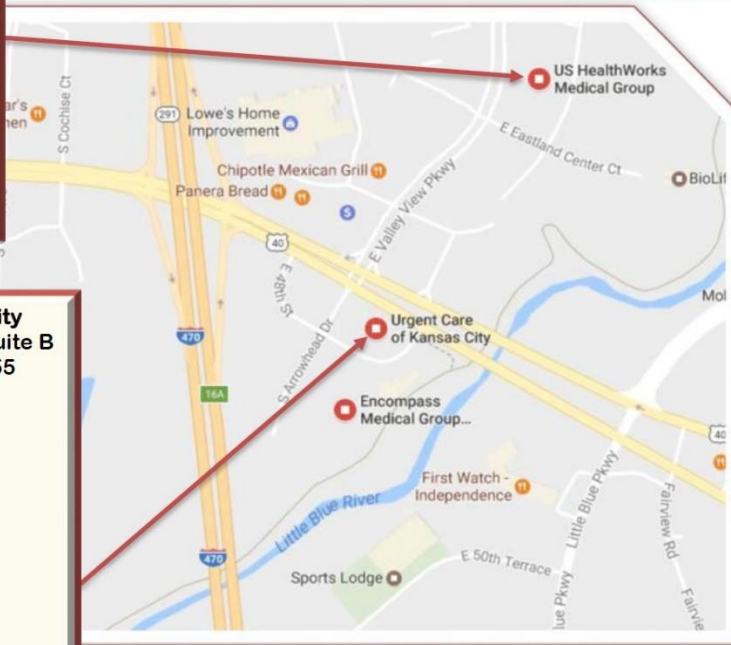 US HealthWorks
Medical Group
S Cochise Ct
291
Lowe's Home
Improvement
E Eastland Center Ct
Chipotle Mexican Grill
Panera Bread
BioLif
E Valley View Pkwy
40
E 48th St
Urgent Care
of Kansas City
470
S Arrowhead Dr
16A
Encompass
Medical Group...
40
First Watch -
Independence
Little Blue Pkwy
Fairview Rd
Little Blue River
470
Sports Lodge
E 50th Terrace
lue Pkwy
Fairvie
ity
uite B
55
ar's
hen
Mol